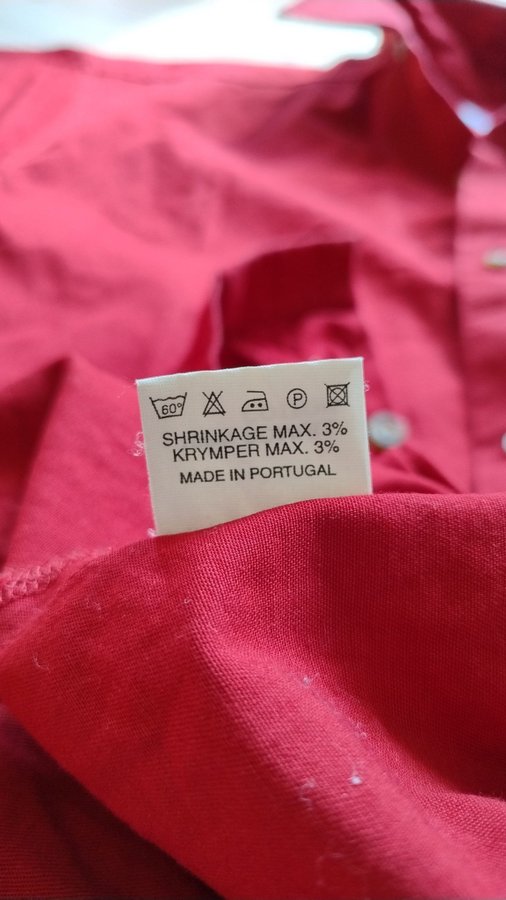 60° P
SHRINKAGE MAX. 3%
KRYMPER MAX. 3%
MADE IN PORTUGAL